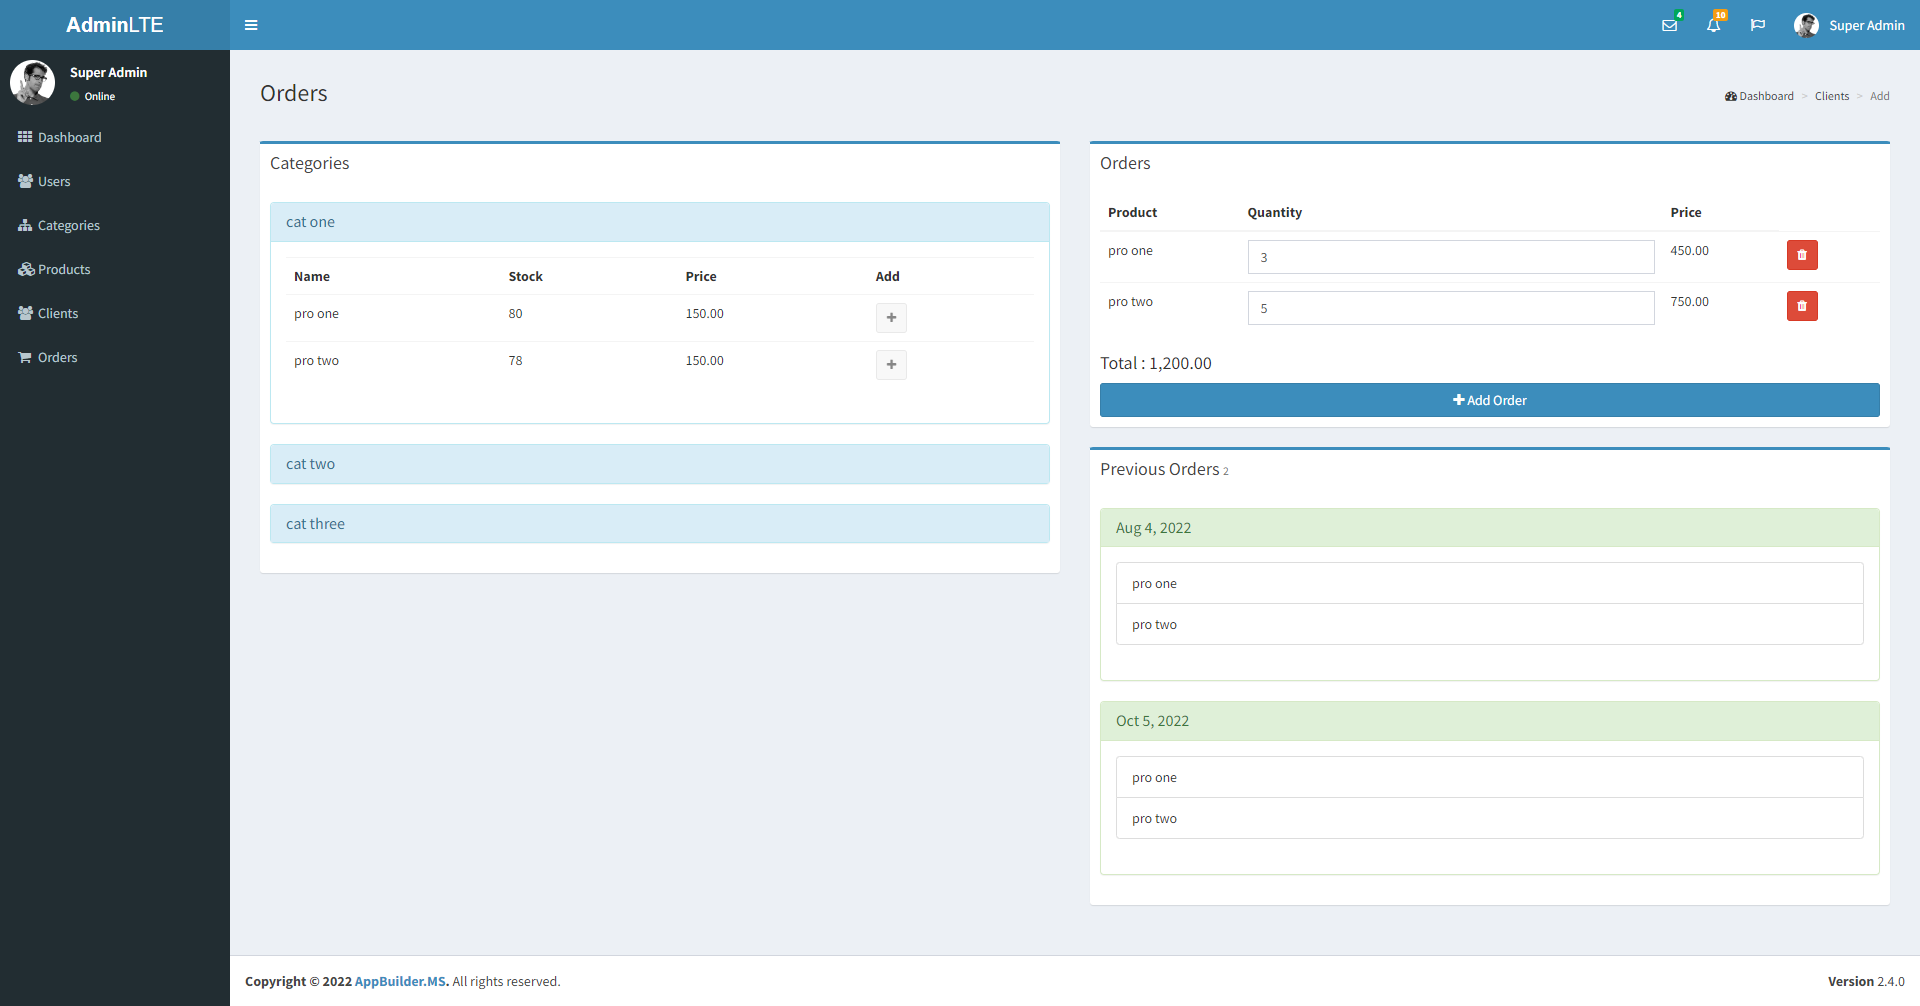 AdminLTE
4
10
Super Admin
Super Admin
Online
Dashboard
Users
Categories
Products
Clients
Orders
Orders
Dashboard > Clients > Add
Categories
cat one
Name Stock Price Add
pro one 80 150.00
pro two 78 150.00
cat two
cat three
Orders
Product Quantity Price
pro one 3 450.00
pro two 5 750.00
Total : 1,200.00
Add Order
Previous Orders 2
Aug 4, 2022
pro one
pro two
Oct 5, 2022
pro one
pro two
Copyright © 2022 AppBuilder.MS. All rights reserved.
Version 2.4.0